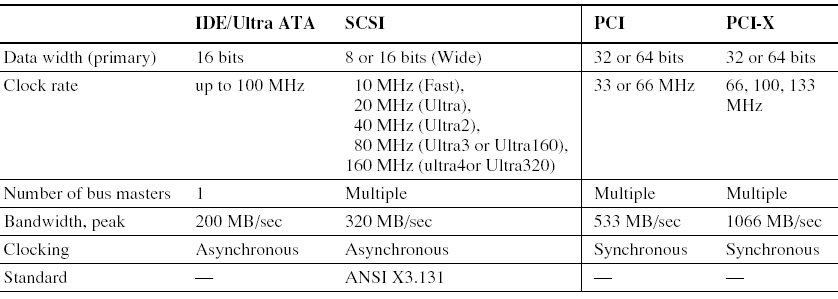 IDE/Ultra ATA SCSI PCI PCI-X
Data width (primary) 16 bits 8 or 16 bits (Wide) 32 or 64 bits 32 or 64 bits
Clock rate up to 100 MHz 10 MHz (Fast), 33 or 66 MHz 66, 100, 133
20 MHz (Ultra), MHz
40 MHz (Ultra2),
80 MHz (Ultra3 or Ultra160),
160 MHz (ultra4or Ultra320)
Number of bus masters 1 Multiple Multiple Multiple
Bandwidth, peak 200 MB/sec 320 MB/sec 533 MB/sec 1066 MB/sec
Clocking Asynchronous Asynchronous Synchronous Synchronous
Standard — ANSI X3.131 — —